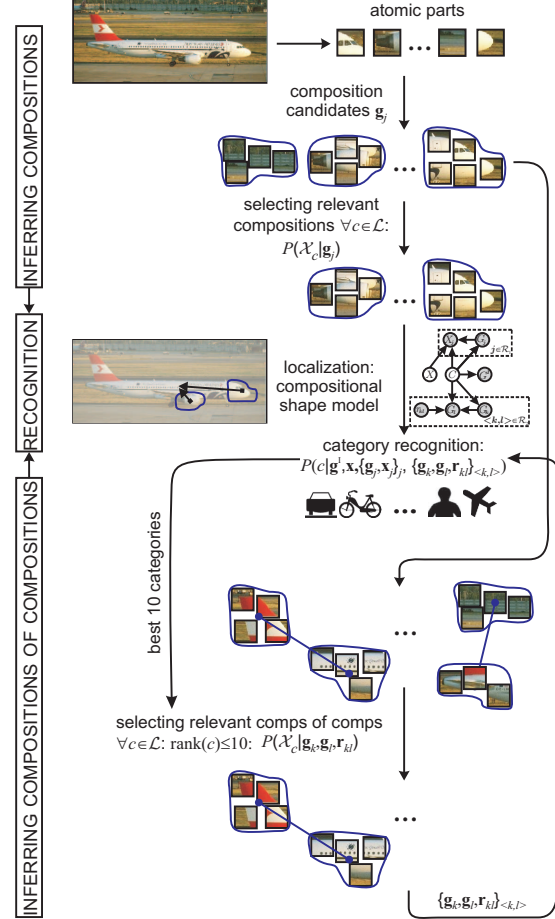 atomic parts
composition
candidates g_j
selecting relevant
compositions ∀c∈ℒ:
P(𝒳_c|g_j)
localization:
compositional
shape model
category recognition:
P(c|g^I,x,{g_j,x_j}_j, {g_k,g_l,r_kl}_<k,l>)
best 10 categories
selecting relevant comps of comps
∀c∈ℒ: rank(c)≤10: P(𝒳_c|g_k,g_l,r_kl)
{g_k,g_l,r_kl}_<k,l>
INFERRING COMPOSITIONS
RECOGNITION
INFERRING COMPOSITIONS OF COMPOSITIONS
X
C
j∈ℛ
<k,l>∈ℛ